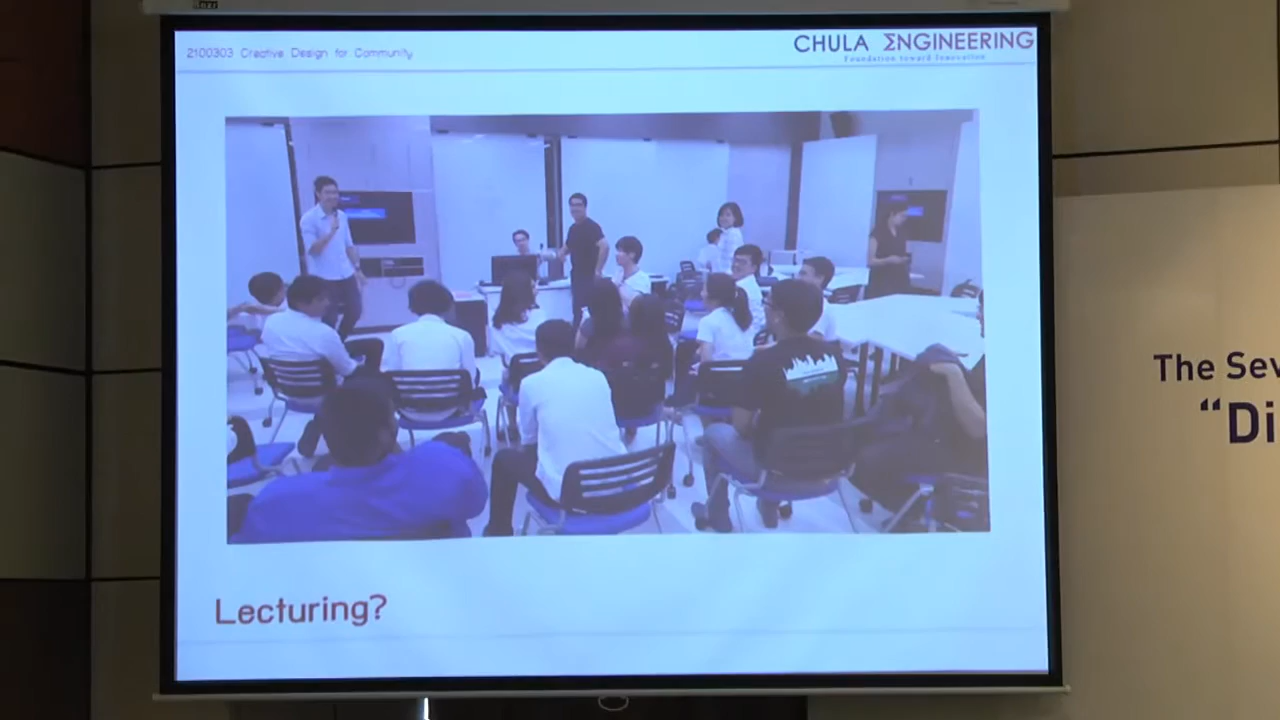 2100303 Creative Design for Community
CHULA ΣNGINEERING
Foundation toward Innovation
Lecturing?
The Sev
“Di